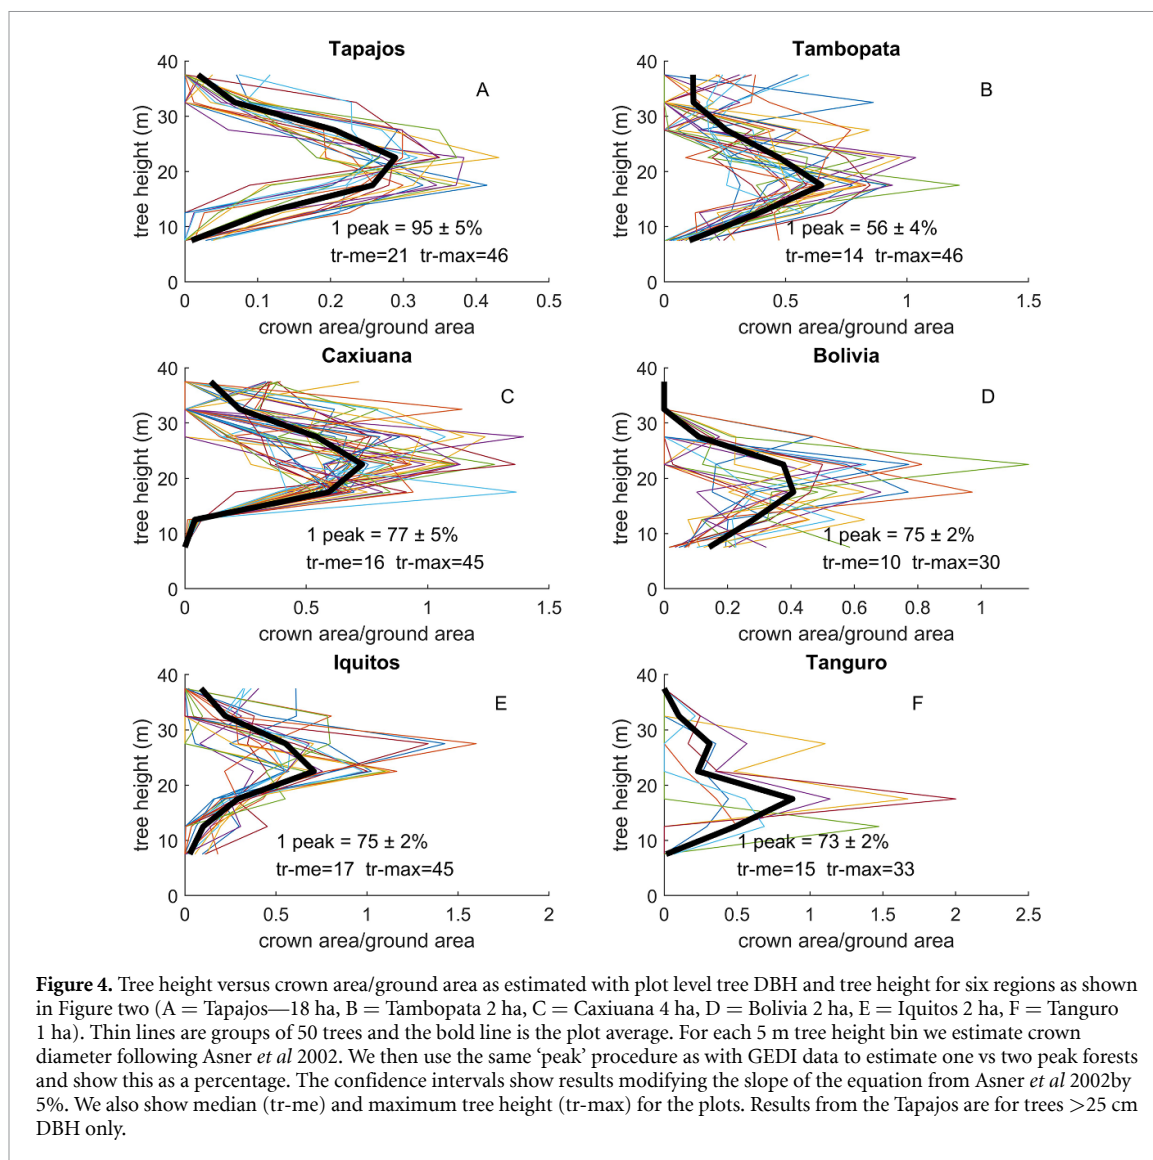 Tapajos
A
40
30
20
10
0
tree height (m)
1 peak = 95 ± 5%
tr-me=21 tr-max=46
0 0.1 0.2 0.3 0.4 0.5
crown area/ground area
Tambopata
B
40
30
20
10
0
tree height (m)
1 peak = 56 ± 4%
tr-me=14 tr-max=46
0 0.5 1 1.5
crown area/ground area
Caxiuana
C
40
30
20
10
0
tree height (m)
1 peak = 77 ± 5%
tr-me=16 tr-max=45
0 0.5 1 1.5
crown area/ground area
Bolivia
D
40
30
20
10
0
tree height (m)
1 peak = 75 ± 2%
tr-me=10 tr-max=30
0 0.2 0.4 0.6 0.8 1
crown area/ground area
Iquitos
E
40
30
20
10
0
tree height (m)
1 peak = 75 ± 2%
tr-me=17 tr-max=45
0 0.5 1 1.5 2
crown area/ground area
Tanguro
F
40
30
20
10
0
tree height (m)
1 peak = 73 ± 2%
tr-me=15 tr-max=33
0 0.5 1 1.5 2 2.5
crown area/ground area
Figure 4. Tree height versus crown area/ground area as estimated with plot level tree DBH and tree height for six regions as shown
in Figure two (A = Tapajos—18 ha, B = Tambopata 2 ha, C = Caxiuana 4 ha, D = Bolivia 2 ha, E = Iquitos 2 ha, F = Tanguro
1 ha). Thin lines are groups of 50 trees and the bold line is the plot average. For each 5 m tree height bin we estimate crown
diameter following Asner et al 2002. We then use the same ‘peak’ procedure as with GEDI data to estimate one vs two peak forests
and show this as a percentage. The confidence intervals show results modifying the slope of the equation from Asner et al 2002by
5%. We also show median (tr-me) and maximum tree height (tr-max) for the plots. Results from the Tapajos are for trees >25 cm
DBH only.